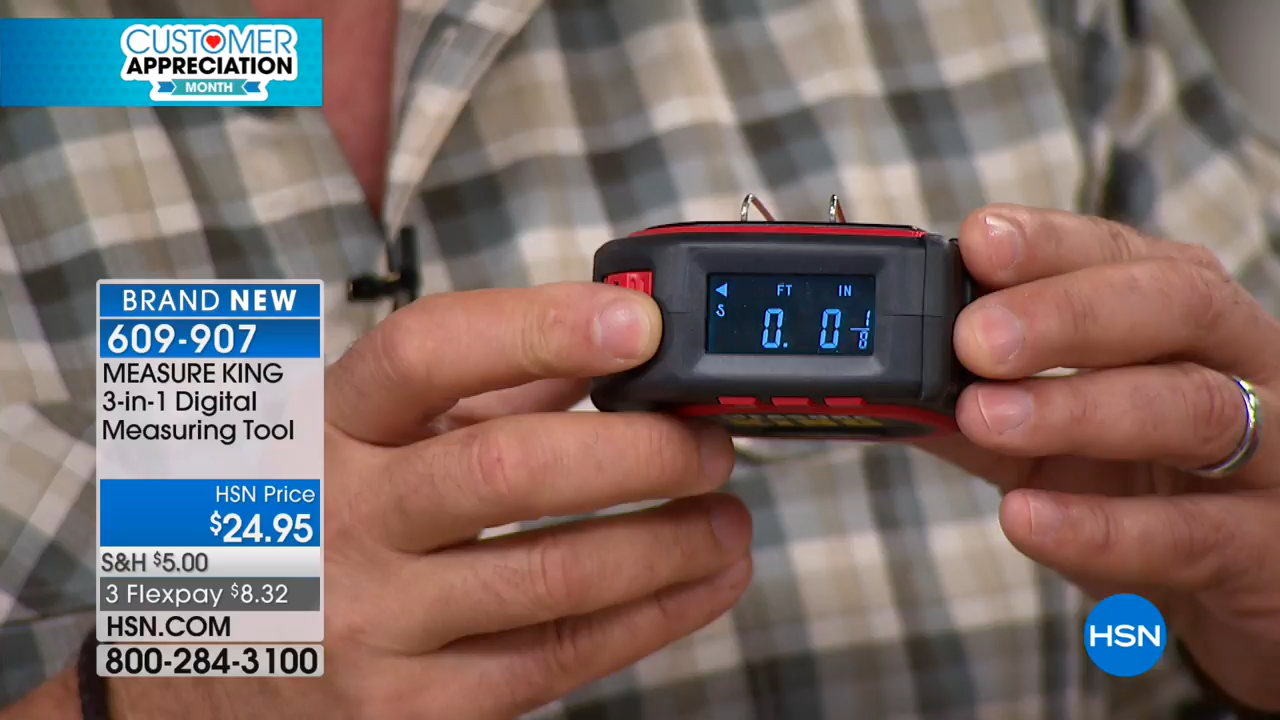 CUSTOMER
APPRECIATION
MONTH
BRAND NEW
609-907
MEASURE KING
3-in-1 Digital
Measuring Tool
HSN Price
$24.95
S&H $5.00
3 Flexpay $8.32
HSN.COM
800-284-3100
FT IN
0. 0 1/8
HSN